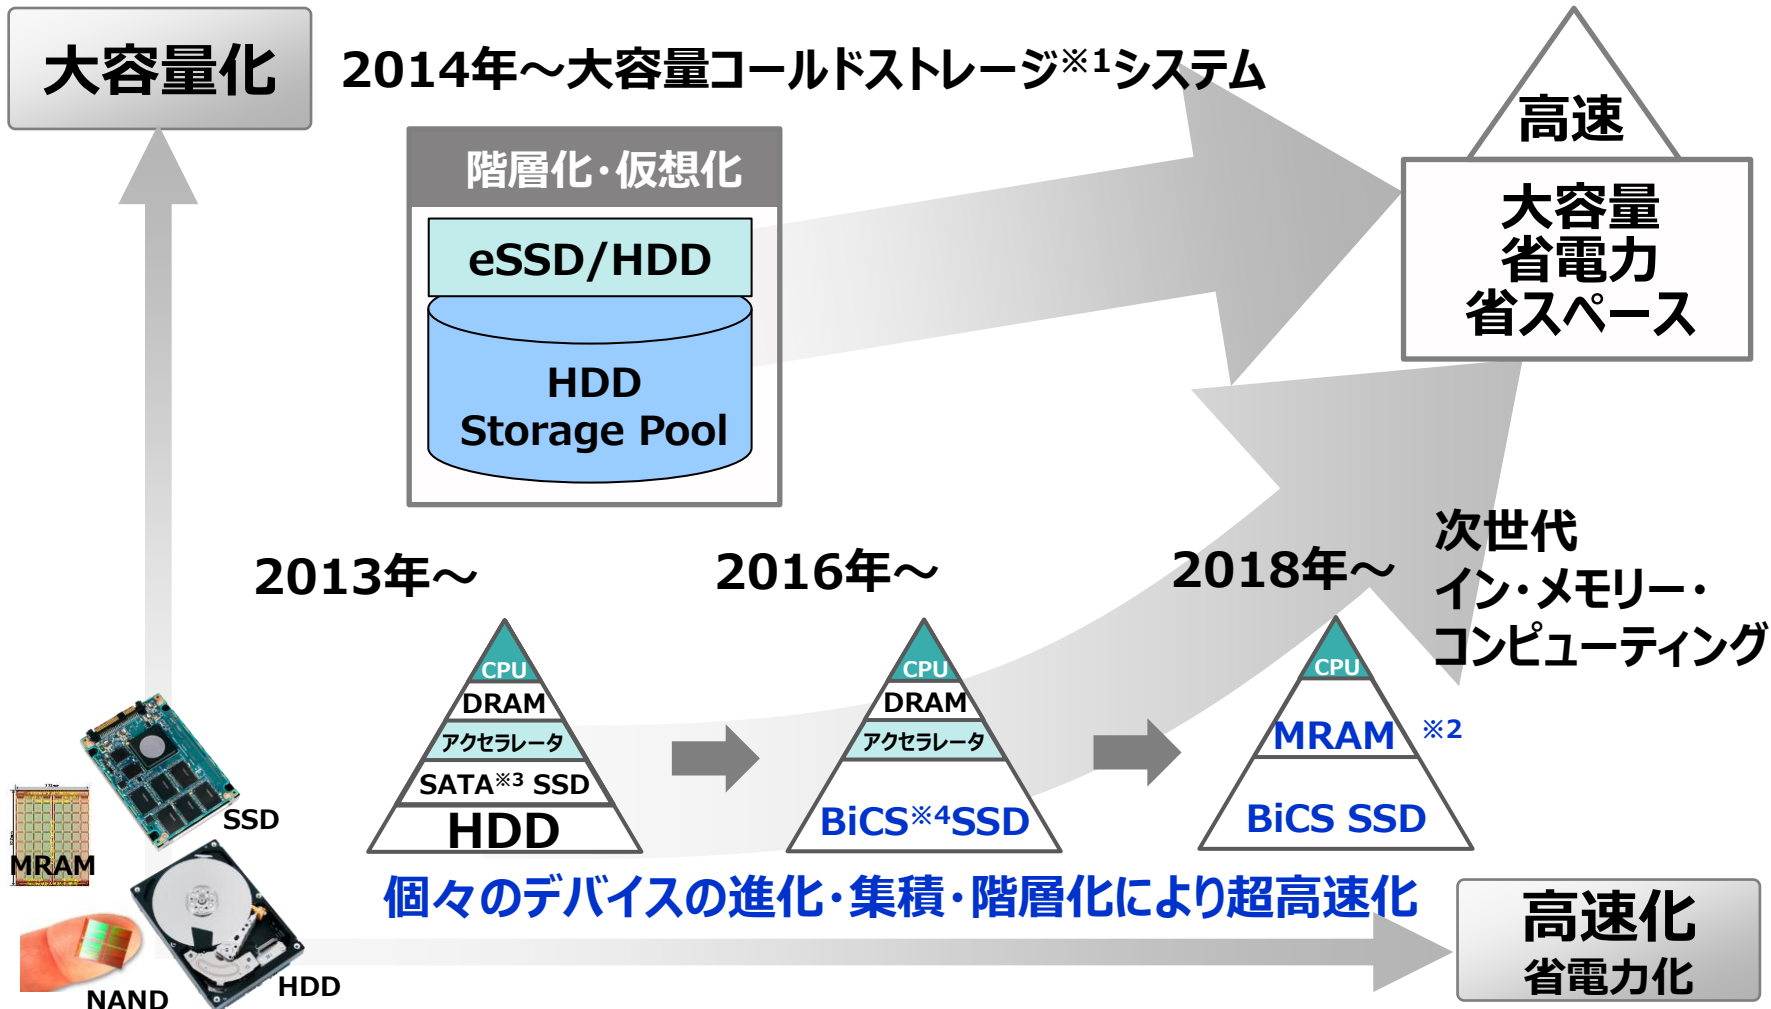 大容量化
2014年～大容量コールドストレージ※1システム
階層化・仮想化
eSSD/HDD
HDD
Storage Pool
高速
大容量
省電力
省スペース
次世代
イン・メモリー・
コンピューティング
2013年～
2016年～
2018年～
CPU
DRAM
アクセラレータ
SATA※3 SSD
HDD
CPU
DRAM
アクセラレータ
BiCS※4SSD
CPU
MRAM ※2
BiCS SSD
SSD
MRAM
NAND
HDD
個々のデバイスの進化・集積・階層化により超高速化
高速化
省電力化